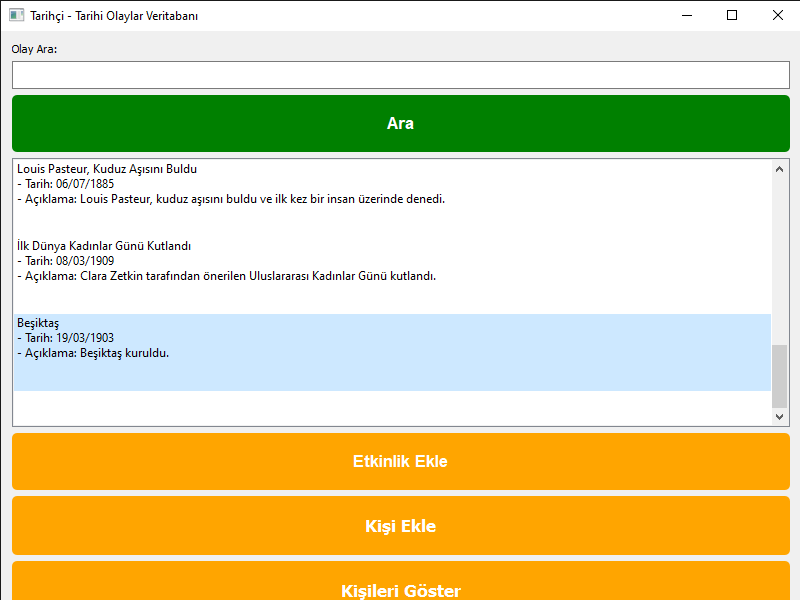 Tarihçi - Tarihi Olaylar Veritabanı
Olay Ara:
Ara
Louis Pasteur, Kuduz Aşısını Buldu
- Tarih: 06/07/1885
- Açıklama: Louis Pasteur, kuduz aşısını buldu ve ilk kez bir insan üzerinde denedi.
İlk Dünya Kadınlar Günü Kutlandı
- Tarih: 08/03/1909
- Açıklama: Clara Zetkin tarafından önerilen Uluslararası Kadınlar Günü kutlandı.
Beşiktaş
- Tarih: 19/03/1903
- Açıklama: Beşiktaş kuruldu.
Etkinlik Ekle
Kişi Ekle
Kişileri Göster